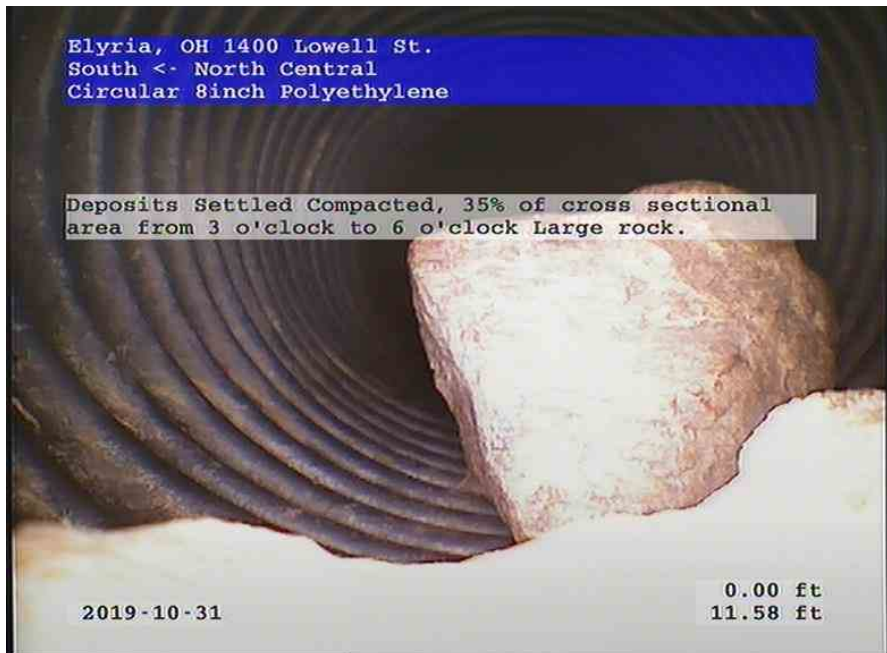 Elyria, OH 1400 Lowell St.
South <- North Central
Circular 8inch Polyethylene
Deposits Settled Compacted, 35% of cross sectional
area from 3 o'clock to 6 o'clock Large rock.
0.00 ft
2019-10-31
11.58 ft